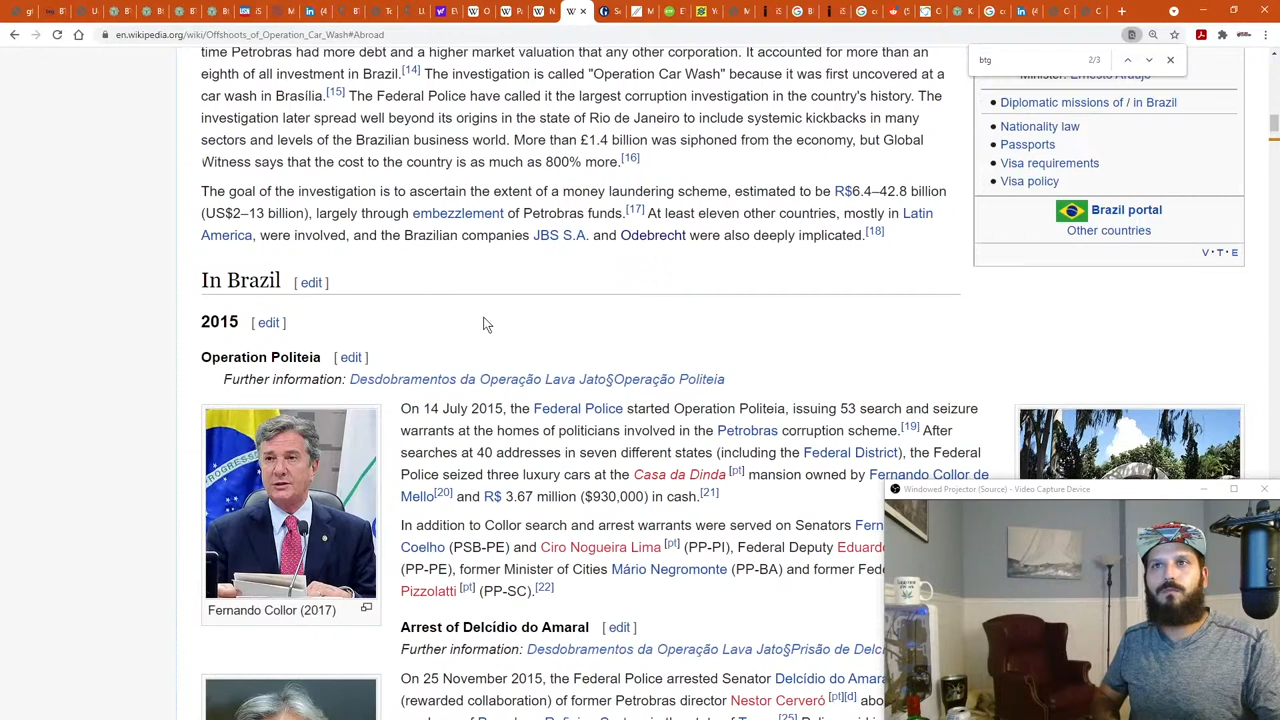 en.wikipedia.org/wiki/Offshoots_of_Operation_Car_Wash#Abroad
btg
2/3
time Petrobras had more debt and a higher market valuation that any other corporation. It accounted for more than an
eighth of all investment in Brazil.[14] The investigation is called "Operation Car Wash" because it was first uncovered at a
car wash in Brasília.[15] The Federal Police have called it the largest corruption investigation in the country's history. The
investigation later spread well beyond its origins in the state of Rio de Janeiro to include systemic kickbacks in many
sectors and levels of the Brazilian business world. More than £1.4 billion was siphoned from the economy, but Global
Witness says that the cost to the country is as much as 800% more.[16]
The goal of the investigation is to ascertain the extent of a money laundering scheme, estimated to be R$6.4–42.8 billion
(US$2–13 billion), largely through embezzlement of Petrobras funds.[17] At least eleven other countries, mostly in Latin
America, were involved, and the Brazilian companies JBS S.A. and Odebrecht were also deeply implicated.[18]
Minister: Ernesto Araújo
Diplomatic missions of / in Brazil
Nationality law
Passports
Visa requirements
Visa policy
Brazil portal
Other countries
V · T · E
In Brazil [ edit ]
2015 [ edit ]
Operation Politeia [ edit ]
Further information: Desdobramentos da Operação Lava Jato§Operação Politeia
On 14 July 2015, the Federal Police started Operation Politeia, issuing 53 search and seizure
warrants at the homes of politicians involved in the Petrobras corruption scheme.[19] After
searches at 40 addresses in seven different states (including the Federal District), the Federal
Police seized three luxury cars at the Casa da Dinda [pt] mansion owned by Fernando Collor de
Mello[20] and R$ 3.67 million ($930,000) in cash.[21]
In addition to Collor search and arrest warrants were served on Senators Fern
Coelho (PSB-PE) and Ciro Nogueira Lima [pt] (PP-PI), Federal Deputy Eduard
(PP-PE), former Minister of Cities Mário Negromonte (PP-BA) and former Fede
Pizzolatti [pt] (PP-SC).[22]
Fernando Collor (2017)
Arrest of Delcídio do Amaral [ edit ]
Further information: Desdobramentos da Operação Lava Jato§Prisão de Delc
On 25 November 2015, the Federal Police arrested Senator Delcídio do Amara
(rewarded collaboration) of former Petrobras director Nestor Cerveró [pt][d] abo
Windowed Projector (Source) - Video Capture Device